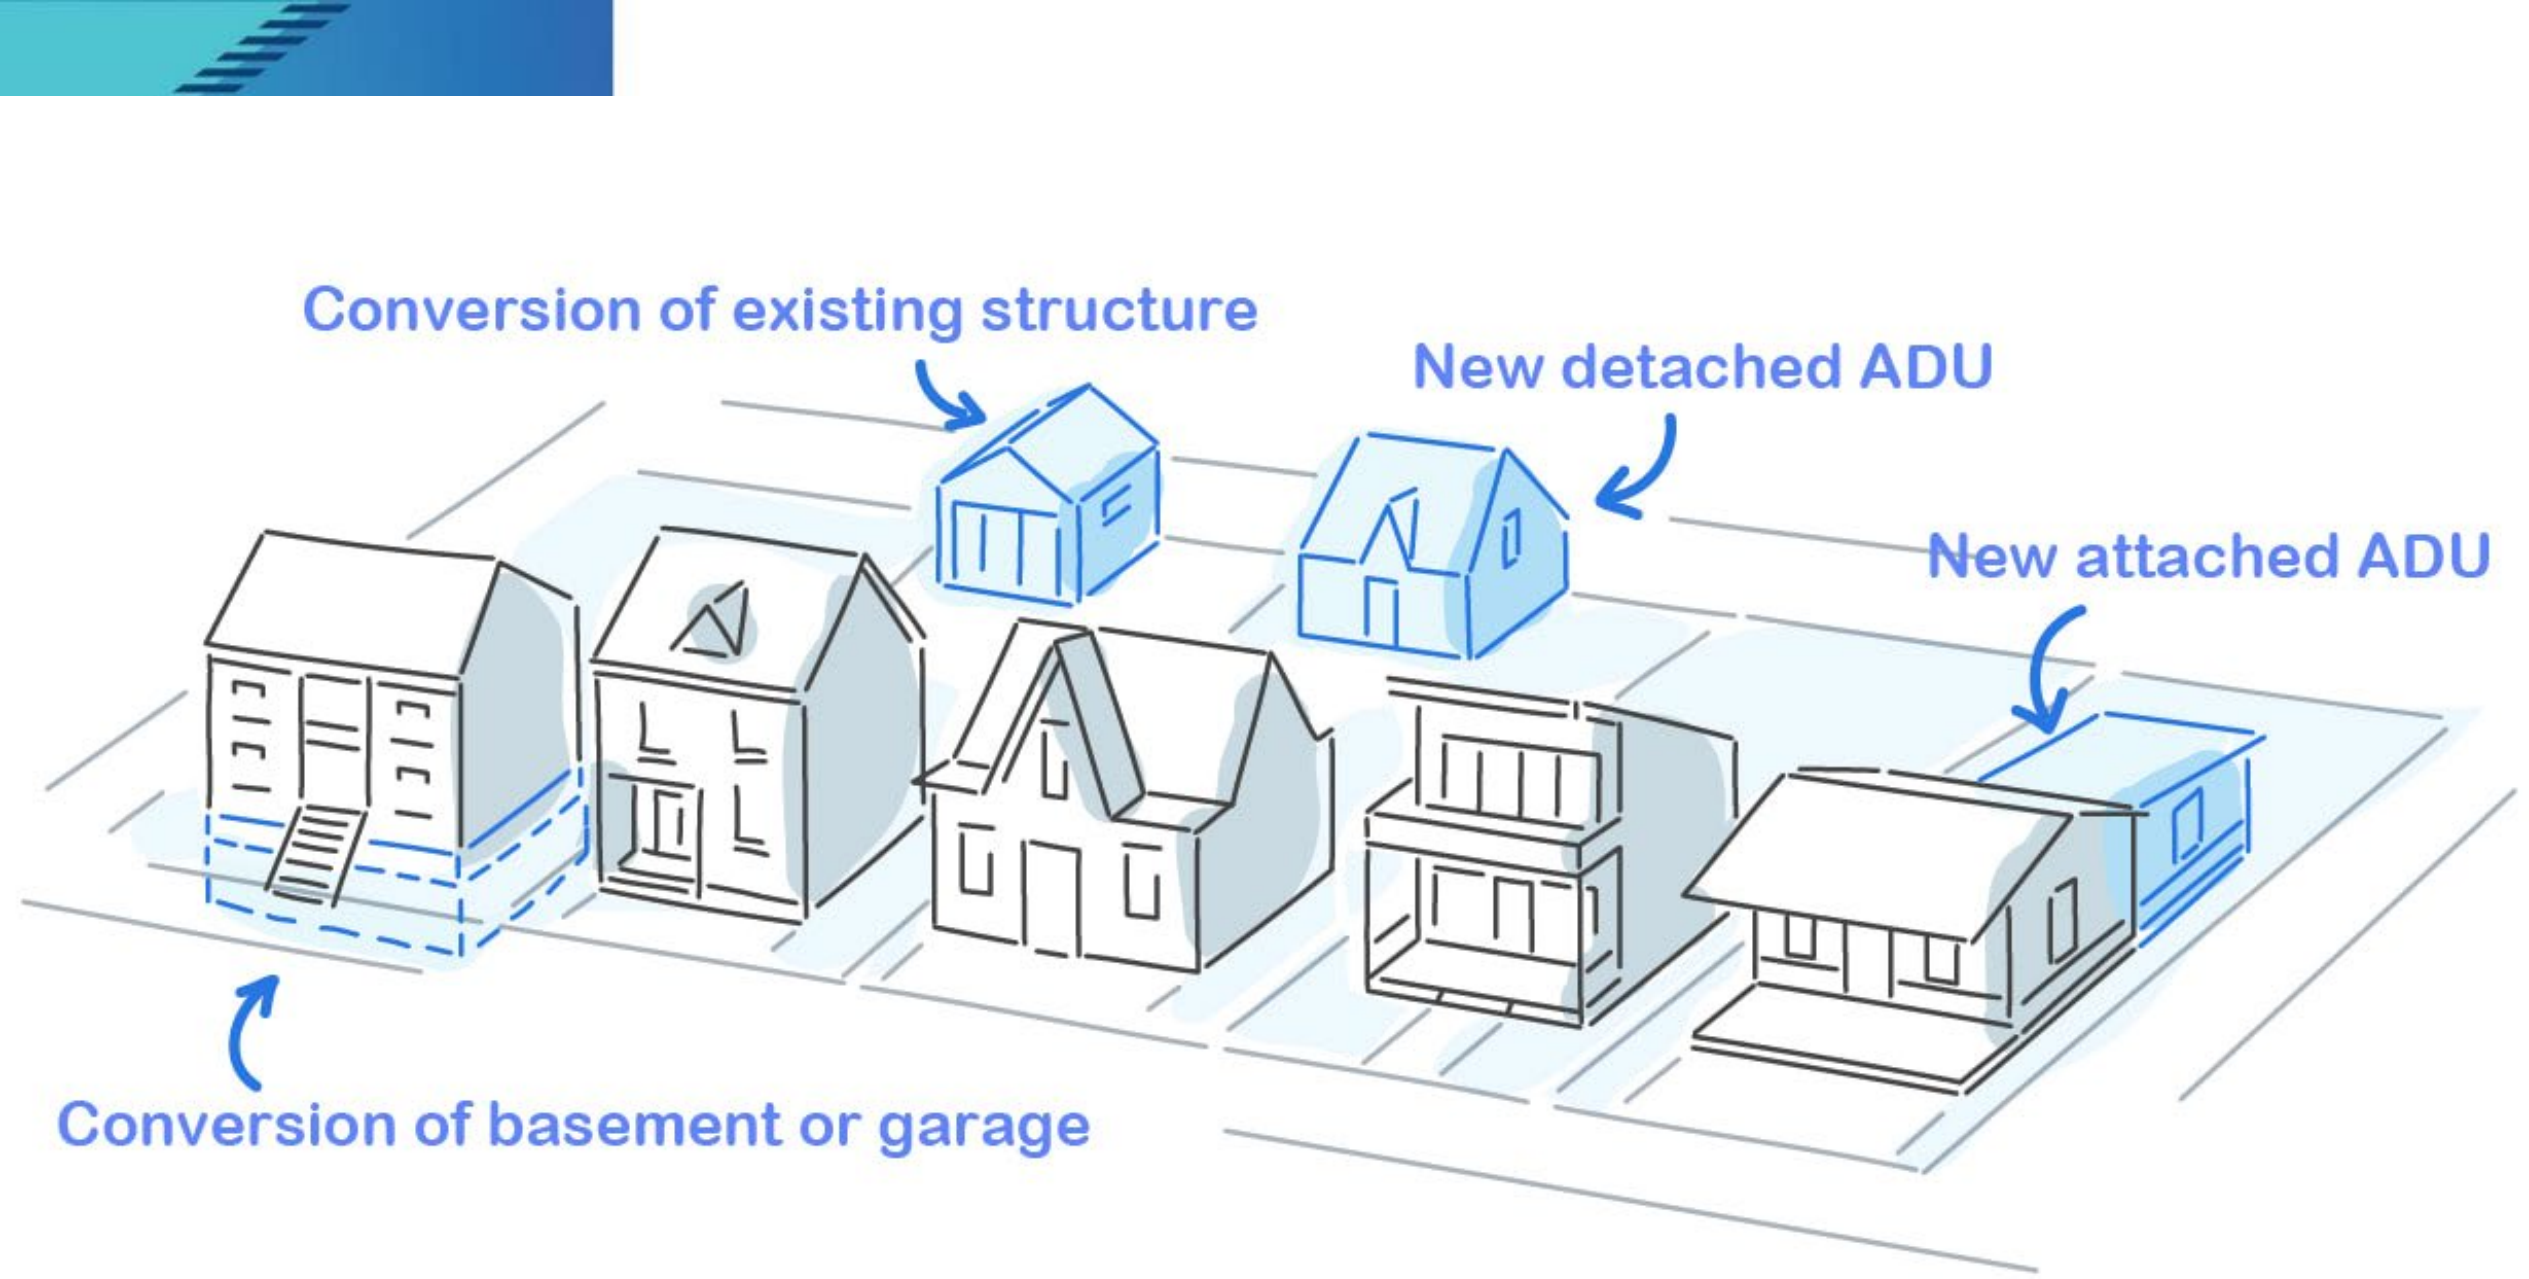 Conversion of existing structure
New detached ADU
New attached ADU
Conversion of basement or garage